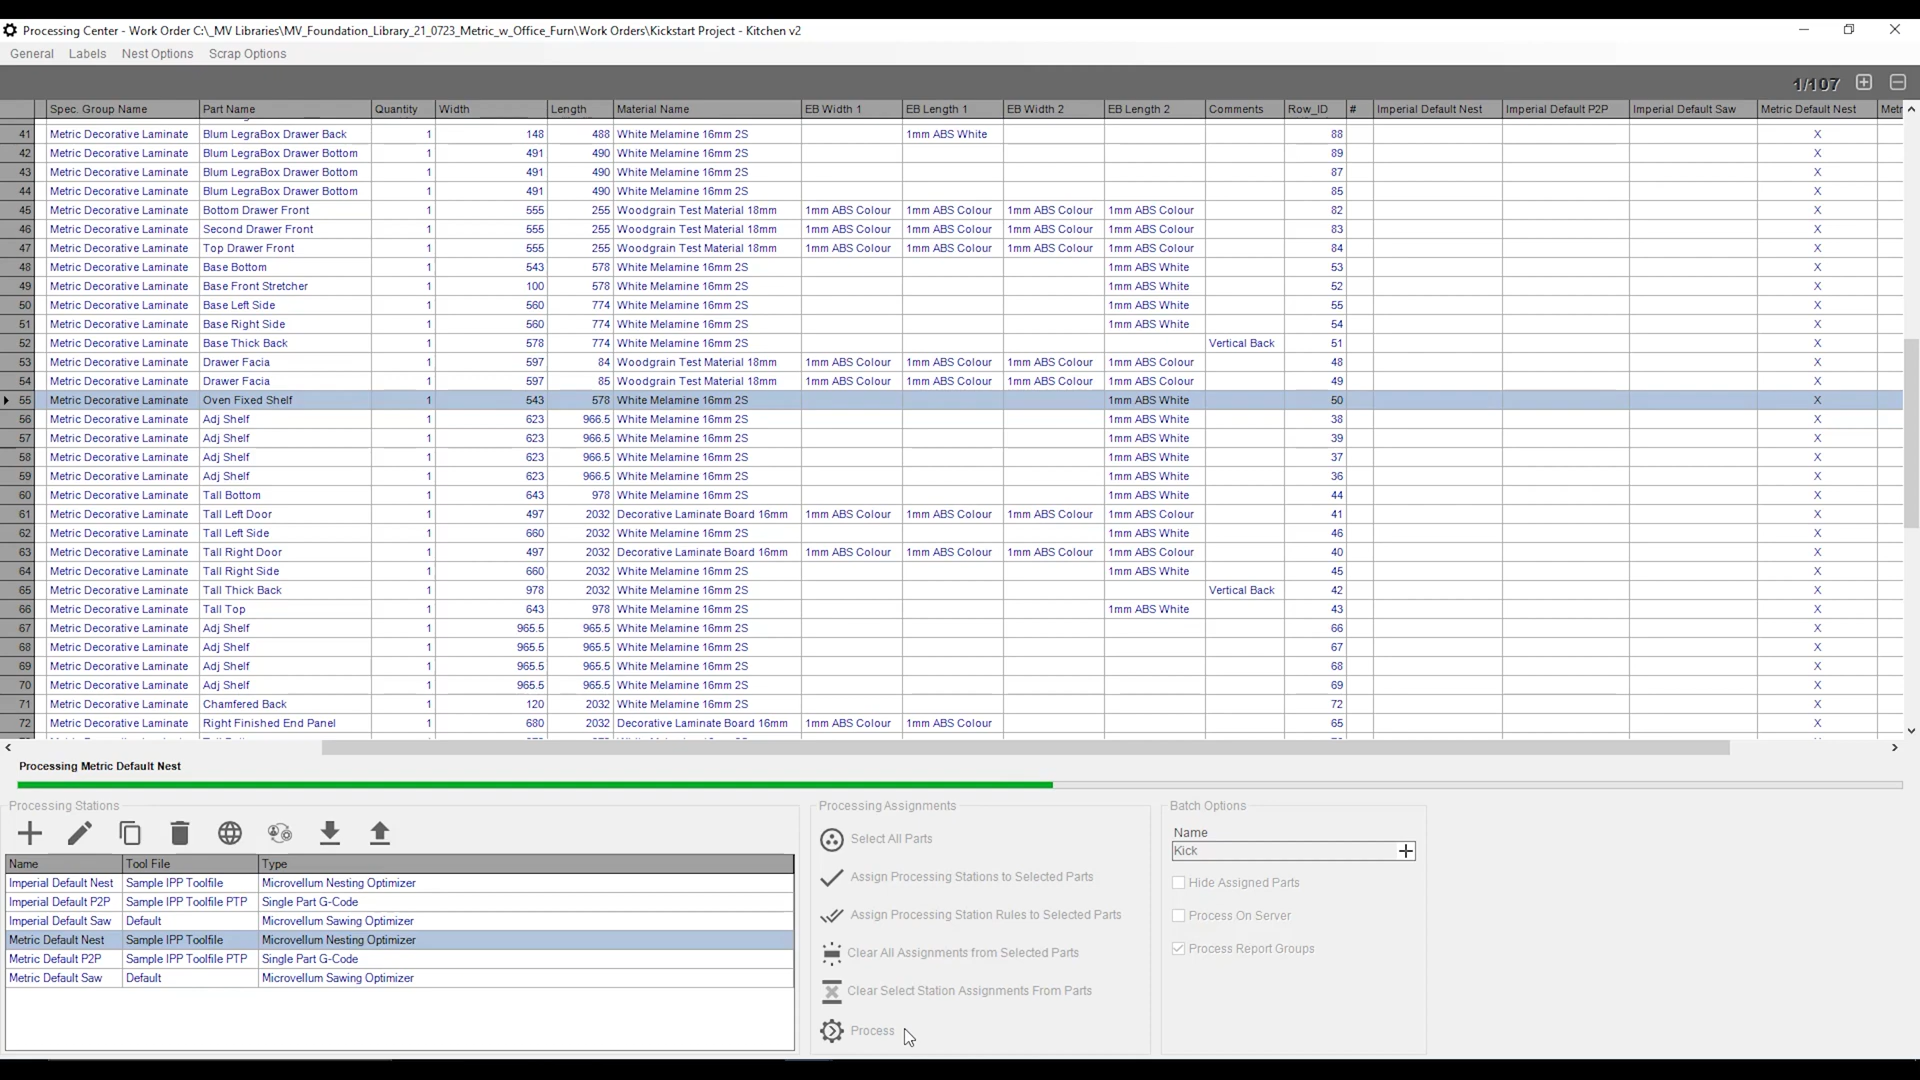 Processing Center - Work Order C:\_MV Libraries\MV_Foundation_Library_21_0723_Metric_w_Office_Furn\Work Orders\Kickstart Project - Kitchen v2
General Labels Nest Options Scrap Options
1/107
Spec. Group Name Part Name Quantity Width Length Material Name EB Width 1 EB Length 1 EB Width 2 EB Length 2 Comments Row_ID # Imperial Default Nest Imperial Default P2P Imperial Default Saw Metric Default Nest Metr
41 Metric Decorative Laminate Blum LegraBox Drawer Back 1 148 488 White Melamine 16mm 2S 1mm ABS White 88 X
42 Metric Decorative Laminate Blum LegraBox Drawer Bottom 1 491 490 White Melamine 16mm 2S 89 X
43 Metric Decorative Laminate Blum LegraBox Drawer Bottom 1 491 490 White Melamine 16mm 2S 87 X
44 Metric Decorative Laminate Blum LegraBox Drawer Bottom 1 491 490 White Melamine 16mm 2S 85 X
45 Metric Decorative Laminate Bottom Drawer Front 1 555 255 Woodgrain Test Material 18mm 1mm ABS Colour 1mm ABS Colour 1mm ABS Colour 1mm ABS Colour 82 X
46 Metric Decorative Laminate Second Drawer Front 1 555 255 Woodgrain Test Material 18mm 1mm ABS Colour 1mm ABS Colour 1mm ABS Colour 1mm ABS Colour 83 X
47 Metric Decorative Laminate Top Drawer Front 1 555 255 Woodgrain Test Material 18mm 1mm ABS Colour 1mm ABS Colour 1mm ABS Colour 1mm ABS Colour 84 X
48 Metric Decorative Laminate Base Bottom 1 543 578 White Melamine 16mm 2S 1mm ABS White 53 X
49 Metric Decorative Laminate Base Front Stretcher 1 100 578 White Melamine 16mm 2S 1mm ABS White 52 X
50 Metric Decorative Laminate Base Left Side 1 560 774 White Melamine 16mm 2S 1mm ABS White 55 X
51 Metric Decorative Laminate Base Right Side 1 560 774 White Melamine 16mm 2S 1mm ABS White 54 X
52 Metric Decorative Laminate Base Thick Back 1 578 774 White Melamine 16mm 2S Vertical Back 51 X
53 Metric Decorative Laminate Drawer Facia 1 597 84 Woodgrain Test Material 18mm 1mm ABS Colour 1mm ABS Colour 1mm ABS Colour 1mm ABS Colour 48 X
54 Metric Decorative Laminate Drawer Facia 1 597 85 Woodgrain Test Material 18mm 1mm ABS Colour 1mm ABS Colour 1mm ABS Colour 1mm ABS Colour 49 X
55 Metric Decorative Laminate Oven Fixed Shelf 1 543 578 White Melamine 16mm 2S 1mm ABS White 50 X
56 Metric Decorative Laminate Adj Shelf 1 623 966.5 White Melamine 16mm 2S 1mm ABS White 38 X
57 Metric Decorative Laminate Adj Shelf 1 623 966.5 White Melamine 16mm 2S 1mm ABS White 39 X
58 Metric Decorative Laminate Adj Shelf 1 623 966.5 White Melamine 16mm 2S 1mm ABS White 37 X
59 Metric Decorative Laminate Adj Shelf 1 623 966.5 White Melamine 16mm 2S 1mm ABS White 36 X
60 Metric Decorative Laminate Tall Bottom 1 643 978 White Melamine 16mm 2S 1mm ABS White 44 X
61 Metric Decorative Laminate Tall Left Door 1 497 2032 Decorative Laminate Board 16mm 1mm ABS Colour 1mm ABS Colour 1mm ABS Colour 1mm ABS Colour 41 X
62 Metric Decorative Laminate Tall Left Side 1 660 2032 White Melamine 16mm 2S 1mm ABS White 46 X
63 Metric Decorative Laminate Tall Right Door 1 497 2032 Decorative Laminate Board 16mm 1mm ABS Colour 1mm ABS Colour 1mm ABS Colour 1mm ABS Colour 40 X
64 Metric Decorative Laminate Tall Right Side 1 660 2032 White Melamine 16mm 2S 1mm ABS White 45 X
65 Metric Decorative Laminate Tall Thick Back 1 978 2032 White Melamine 16mm 2S Vertical Back 42 X
66 Metric Decorative Laminate Tall Top 1 643 978 White Melamine 16mm 2S 1mm ABS White 43 X
67 Metric Decorative Laminate Adj Shelf 1 965.5 965.5 White Melamine 16mm 2S 66 X
68 Metric Decorative Laminate Adj Shelf 1 965.5 965.5 White Melamine 16mm 2S 67 X
69 Metric Decorative Laminate Adj Shelf 1 965.5 965.5 White Melamine 16mm 2S 68 X
70 Metric Decorative Laminate Adj Shelf 1 965.5 965.5 White Melamine 16mm 2S 69 X
71 Metric Decorative Laminate Chamfered Back 1 120 2032 White Melamine 16mm 2S 72 X
72 Metric Decorative Laminate Right Finished End Panel 1 680 2032 Decorative Laminate Board 16mm 1mm ABS Colour 1mm ABS Colour 65 X
Processing Metric Default Nest
Processing Stations
Name Tool File Type
Imperial Default Nest Sample IPP Toolfile Microvellum Nesting Optimizer
Imperial Default P2P Sample IPP Toolfile PTP Single Part G-Code
Imperial Default Saw Default Microvellum Sawing Optimizer
Metric Default Nest Sample IPP Toolfile Microvellum Nesting Optimizer
Metric Default P2P Sample IPP Toolfile PTP Single Part G-Code
Metric Default Saw Default Microvellum Sawing Optimizer
Processing Assignments
Select All Parts
Assign Processing Stations to Selected Parts
Assign Processing Station Rules to Selected Parts
Clear All Assignments from Selected Parts
Clear Select Station Assignments From Parts
Process
Batch Options
Name
Kick
Hide Assigned Parts
Process On Server
Process Report Groups